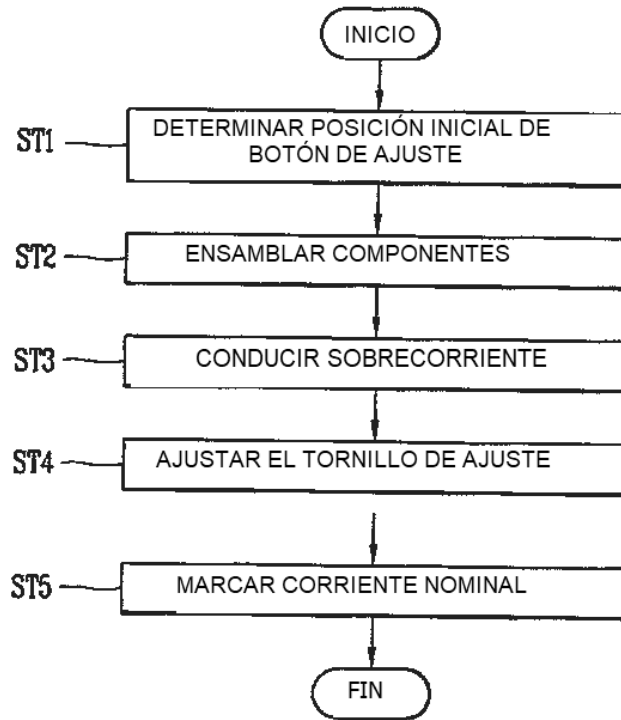 INICIO
ST1
DETERMINAR POSICIÓN INICIAL DE
BOTÓN DE AJUSTE
ST2
ENSAMBLAR COMPONENTES
ST3
CONDUCIR SOBRECORRIENTE
ST4
AJUSTAR EL TORNILLO DE AJUSTE
ST5
MARCAR CORRIENTE NOMINAL
FIN